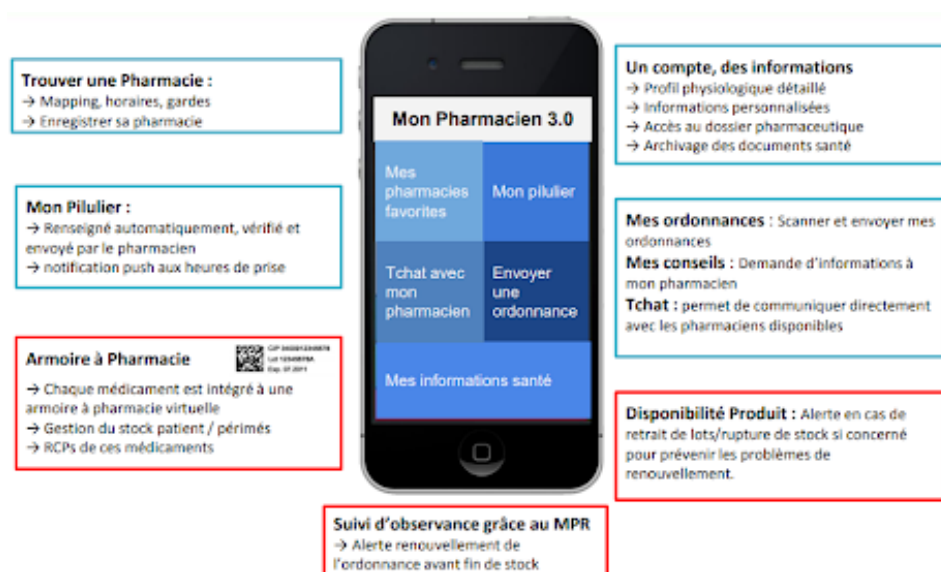 Trouver une Pharmacie :
→ Mapping, horaires, gardes
→ Enregistrer sa pharmacie
Mon Pilulier :
→ Renseigné automatiquement, vérifié et
envoyé par le pharmacien
→ notification push aux heures de prise
Armoire à Pharmacie
→ Chaque médicament est intégré à une
armoire à pharmacie virtuelle
→ Gestion du stock patient / périmés
→ RCPs de ces médicaments
Mon Pharmacien 3.0
Mes
pharmacies
favorites
Mon pilulier
Tchat avec
mon
pharmacien
Envoyer
une
ordonnance
Mes informations santé
Suivi d'observance grâce au MPR
→ Alerte renouvellement de
l'ordonnance avant fin de stock
Un compte, des informations
→ Profil physiologique détaillé
→ Informations personnalisées
→ Accès au dossier pharmaceutique
→ Archivage des documents santé
Mes ordonnances : Scanner et envoyer mes
ordonnances
Mes conseils : Demande d'informations à
mon pharmacien
Tchat : permet de communiquer directement
avec les pharmaciens disponibles
Disponibilité Produit : Alerte en cas de
retrait de lots/rupture de stock si concerné
pour prévenir les problèmes de
renouvellement.